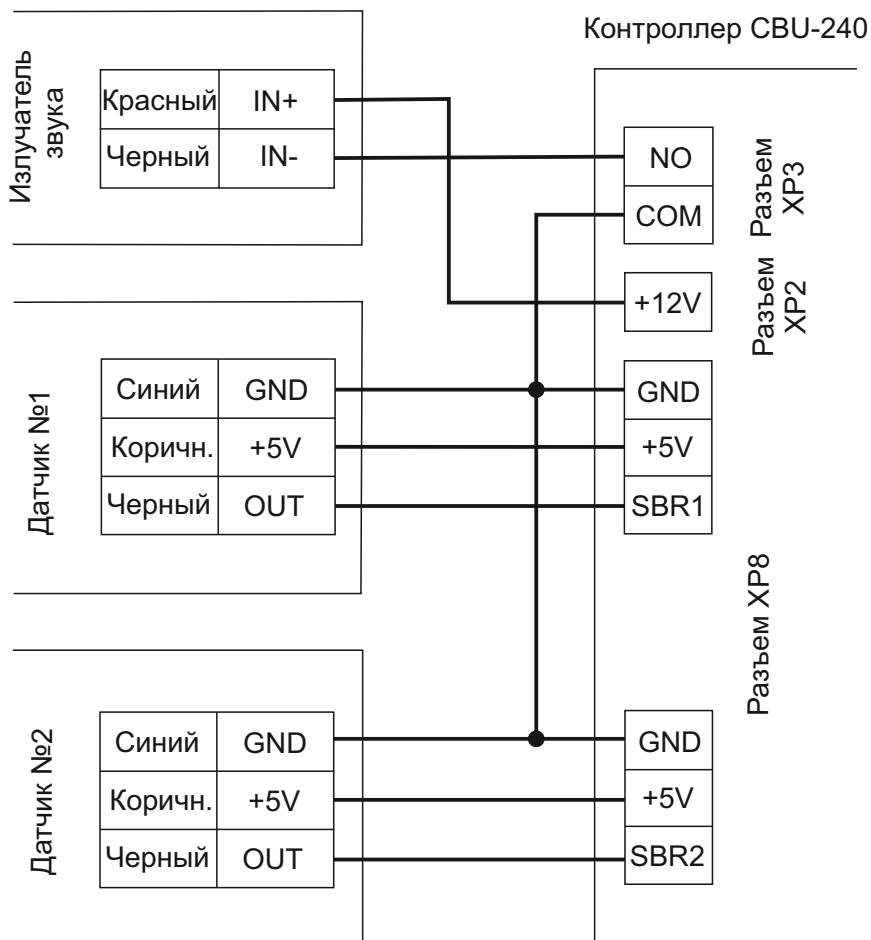 Контроллер CBU-240
Излучатель
звука
Красный IN+
Черный IN-
NO
COM
Разъем
XP3
+12V
Разъем
XP2
Датчик №1
Синий GND
Коричн. +5V
Черный OUT
GND
+5V
SBR1
Разъем XP8
Датчик №2
Синий GND
Коричн. +5V
Черный OUT
GND
+5V
SBR2